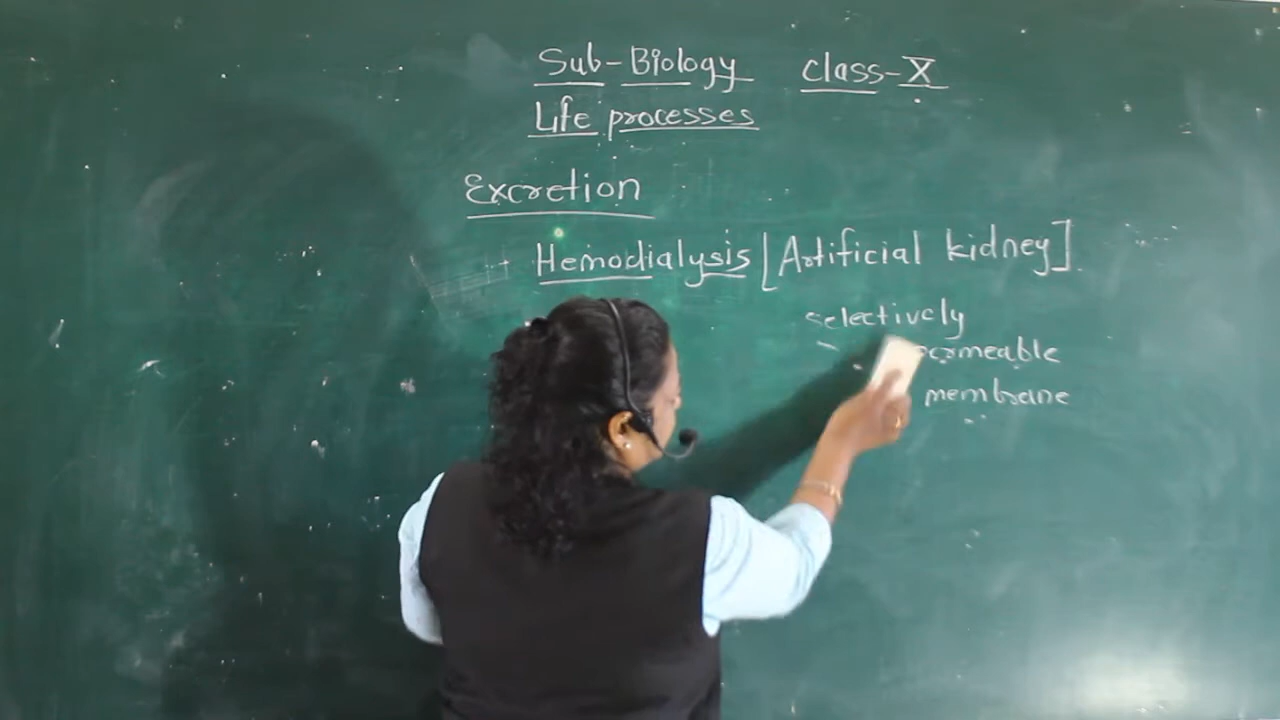 Sub-Biology class-X
Life processes
Excretion
Hemodialysis [Artificial kidney]
selectively
permeable
membrane